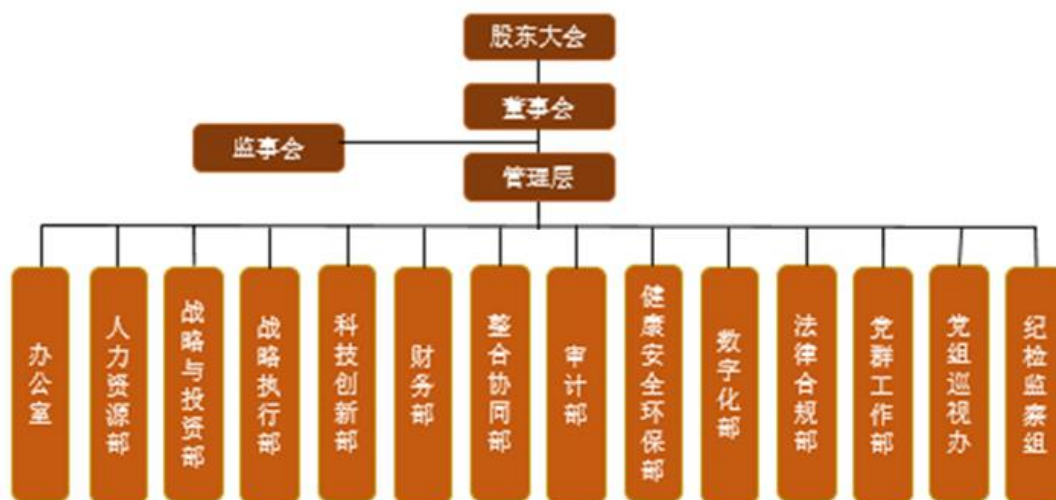 股东大会
董事会
监事会
管理层
办公室
人力资源部
战略与投资部
战略执行部
科技创新部
财务部
整合协同部
审计部
健康安全环保部
数字化部
法律合规部
党群工作部
党组巡视办
纪检监察组